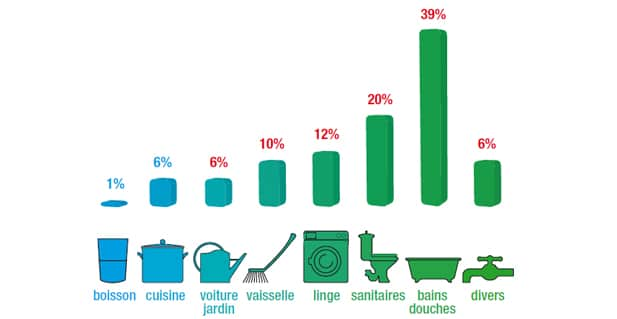 39%
20%
12%
10%
6%
6%
6%
1%
boisson
cuisine
voiture
jardin
vaisselle
linge
sanitaires
bains
douches
divers